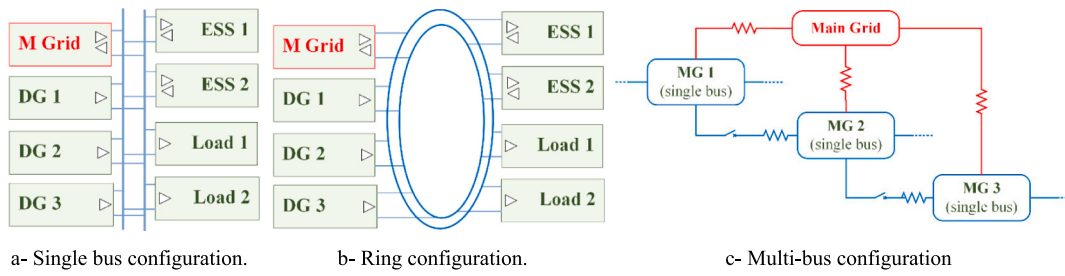 M Grid
DG 1
DG 2
DG 3
ESS 1
ESS 2
Load 1
Load 2
a- Single bus configuration.
M Grid
DG 1
DG 2
DG 3
ESS 1
ESS 2
Load 1
Load 2
b- Ring configuration.
Main Grid
MG 1
(single bus)
MG 2
(single bus)
MG 3
(single bus)
c- Multi-bus configuration